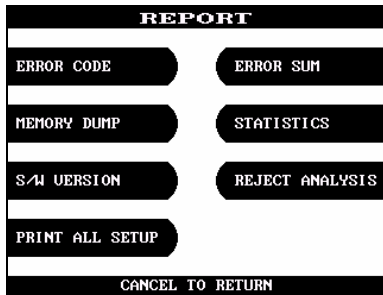 REPORT
ERROR CODE
ERROR SUM
MEMORY DUMP
STATISTICS
S/W VERSION
REJECT ANALYSIS
PRINT ALL SETUP
CANCEL TO RETURN